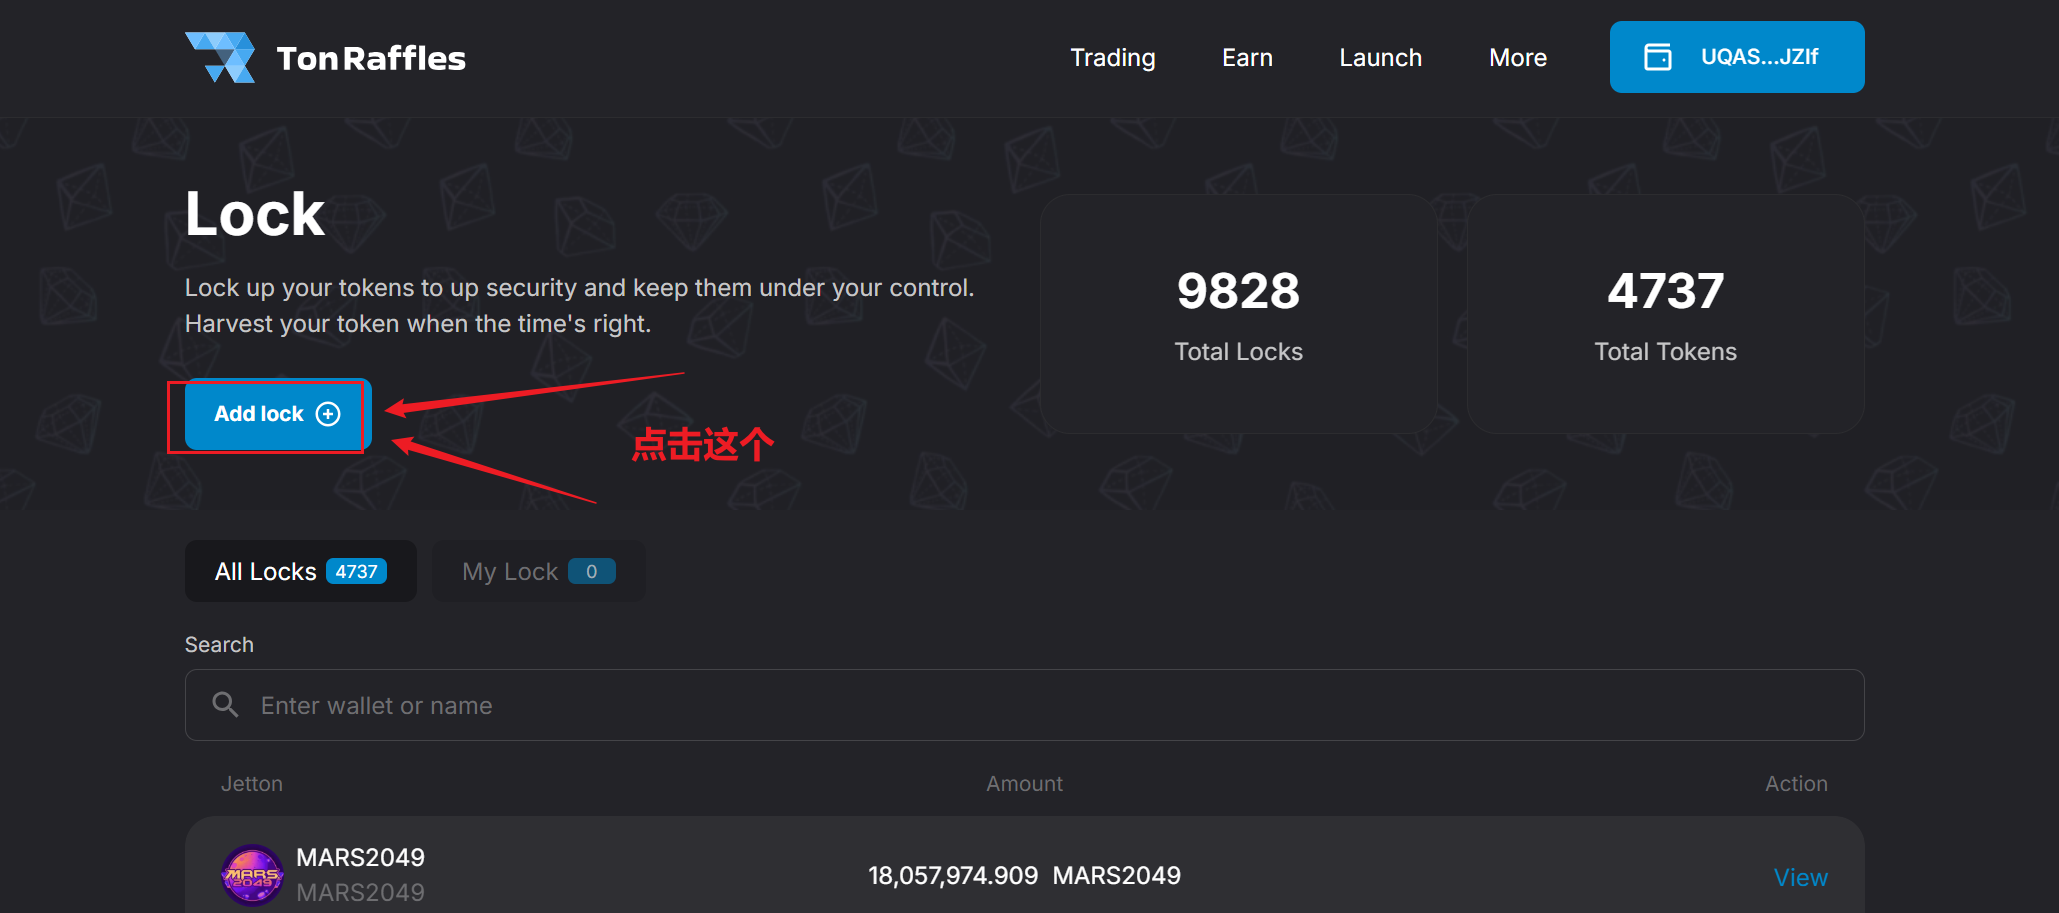 TonRaffles
Trading
Earn
Launch
More
UQAS...JZIf
Lock
Lock up your tokens to up security and keep them under your control.
Harvest your token when the time's right.
Add lock
点击这个
9828
Total Locks
4737
Total Tokens
All Locks 4737
My Lock 0
Search
Enter wallet or name
Jetton
Amount
Action
MARS 2049
MARS2049
MARS2049
18,057,974.909 MARS2049
View